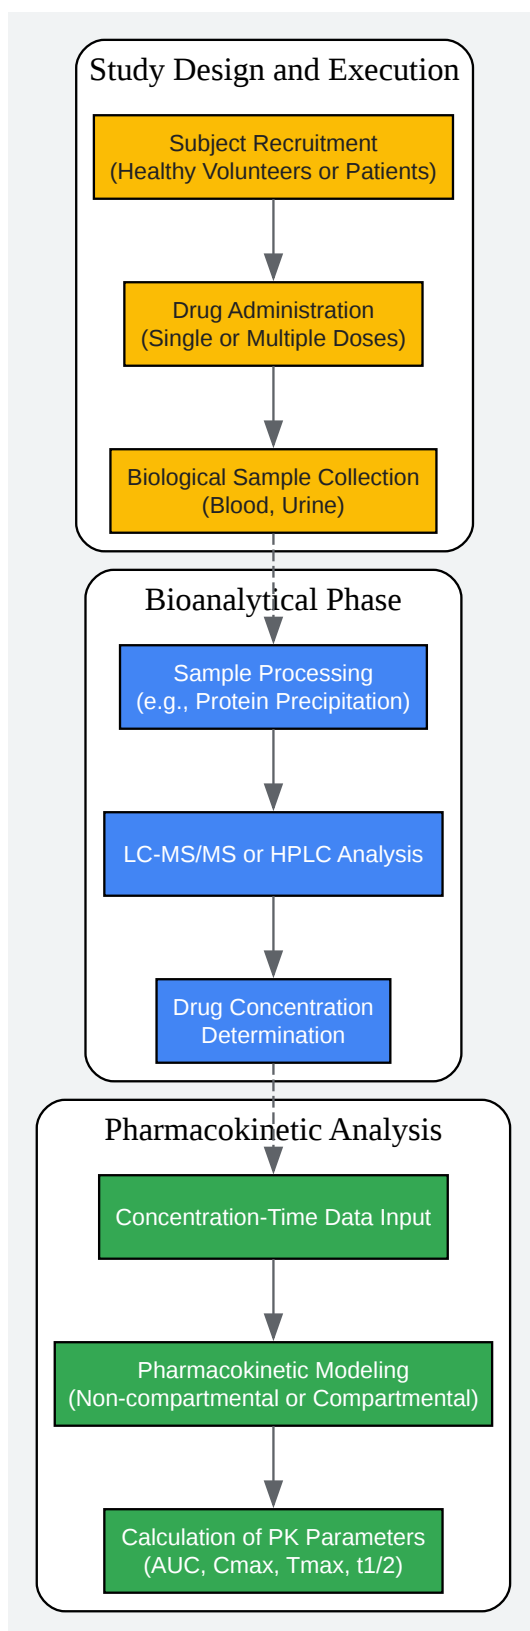 Study Design and Execution
Subject Recruitment
(Healthy Volunteers or Patients)
Drug Administration
(Single or Multiple Doses)
Biological Sample Collection
(Blood, Urine)
Bioanalytical Phase
Sample Processing
(e.g., Protein Precipitation)
LC-MS/MS or HPLC Analysis
Drug Concentration
Determination
Pharmacokinetic Analysis
Concentration-Time Data Input
Pharmacokinetic Modeling
(Non-compartmental or Compartmental)
Calculation of PK Parameters
(AUC, Cmax, Tmax, t1/2)